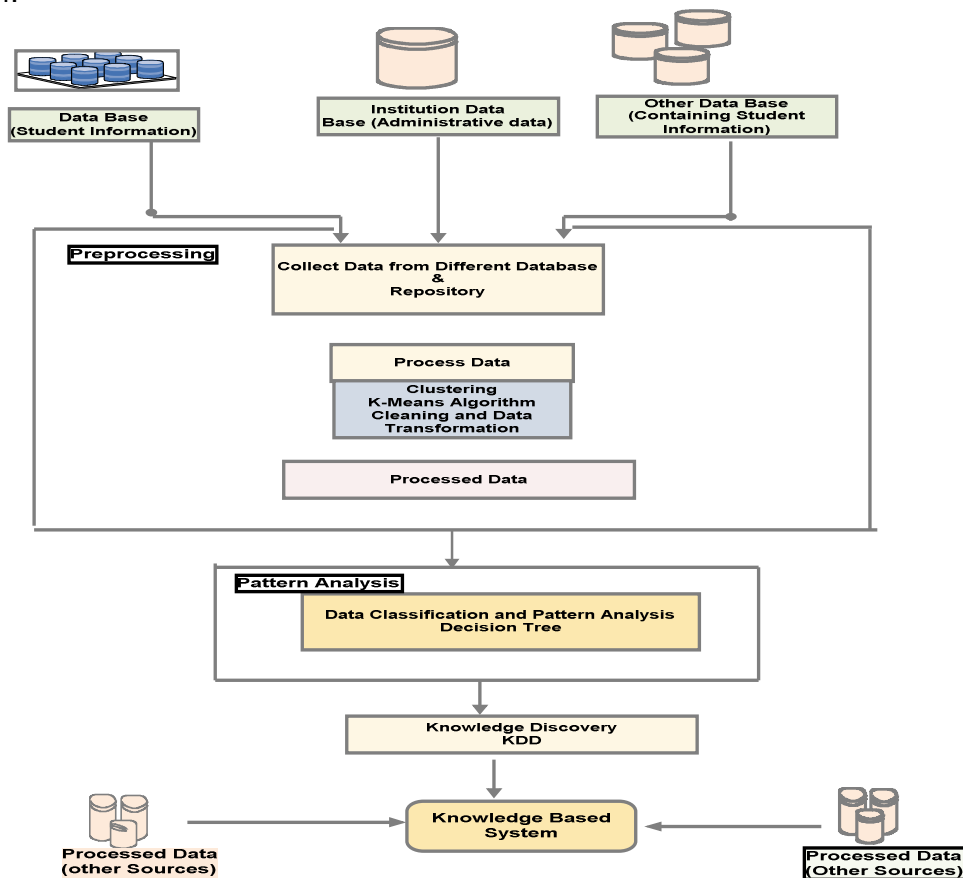 Data Base
(Student Information)
Institution Data
Base (Administrative data)
Other Data Base
(Containing Student
Information)
Preprocessing
Collect Data from Different Database
&
Repository
Process Data
Clustering
K-Means Algorithm
Cleaning and Data
Transformation
Processed Data
Pattern Analysis
Data Classification and Pattern Analysis
Decision Tree
Knowledge Discovery
KDD
Knowledge Based
System
Processed Data
(other Sources)
Processed Data
(Other Sources)